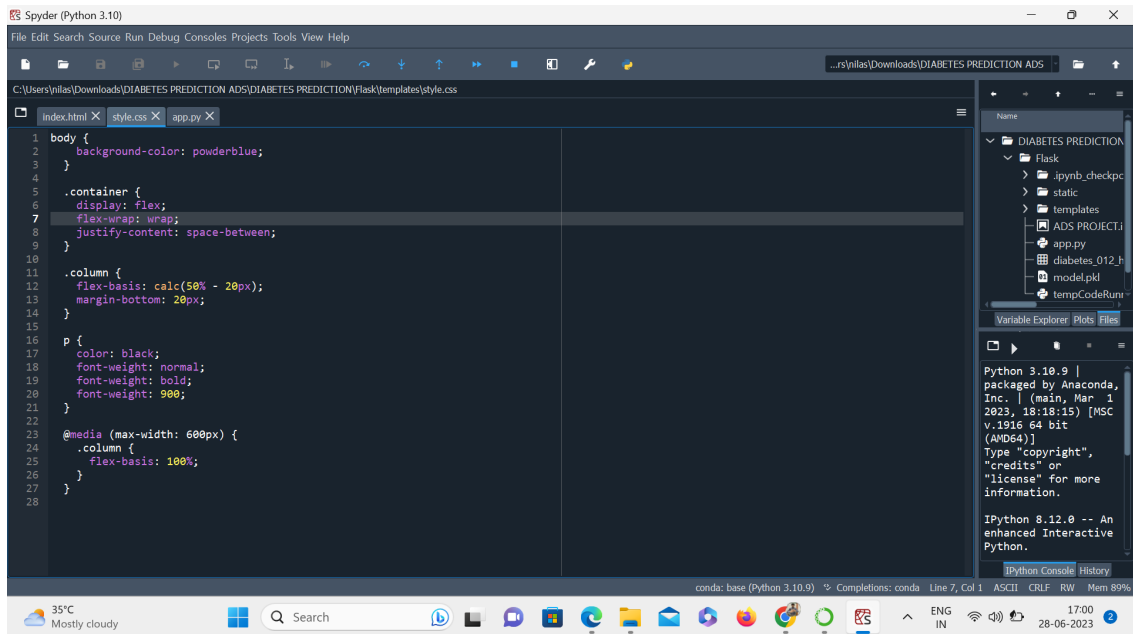 Spyder (Python 3.10)
File Edit Search Source Run Debug Consoles Projects Tools View Help
...rs\nilas\Downloads\DIABETES PREDICTION ADS
C:\Users\nilas\Downloads\DIABETES PREDICTION ADS\DIABETES PREDICTION\Flask\templates\style.css
index.html style.css app.py
1 body {
2 background-color: powderblue;
3 }
4
5 .container {
6 display: flex;
7 flex-wrap: wrap;
8 justify-content: space-between;
9 }
10
11 .column {
12 flex-basis: calc(50% - 20px);
13 margin-bottom: 20px;
14 }
15
16 p {
17 color: black;
18 font-weight: normal;
19 font-weight: bold;
20 font-weight: 900;
21 }
22
23 @media (max-width: 600px) {
24 .column {
25 flex-basis: 100%;
26 }
27 }
28
Name
DIABETES PREDICTION
Flask
.ipynb_checkpc
static
templates
ADS PROJECT.i
app.py
diabetes_012_h
model.pkl
tempCodeRunr
Variable Explorer Plots Files
Python 3.10.9 |
packaged by Anaconda,
Inc. | (main, Mar 1
2023, 18:18:15) [MSC
v.1916 64 bit
(AMD64)]
Type "copyright",
"credits" or
"license" for more
information.
IPython 8.12.0 -- An
enhanced Interactive
Python.
IPython Console History
conda: base (Python 3.10.9) Completions: conda Line 7, Col 1 ASCII CRLF RW Mem 89%
35°C
Mostly cloudy
Search
ENG
IN
17:00
28-06-2023
2